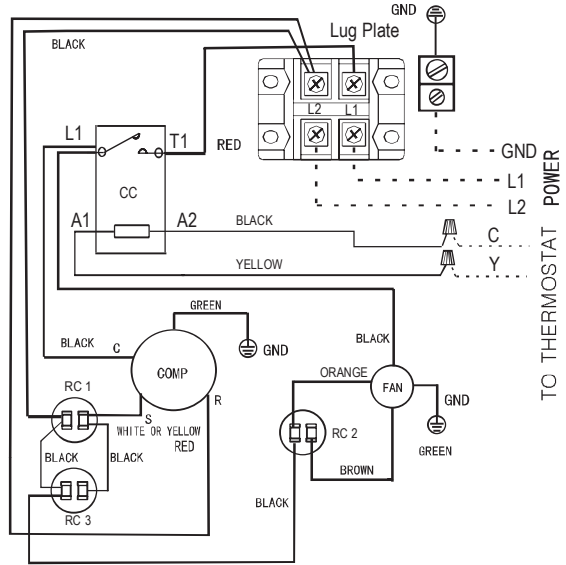 GND
Lug Plate
BLACK
L2 L1
L1 T1 RED
CC
GND
L1
L2
POWER
A1 A2 BLACK
C
YELLOW
Y
TO THERMOSTAT
GREEN
BLACK C
COMP
GND
BLACK
ORANGE
FAN
RC 1
R
S
WHITE OR YELLOW
RED
GND
RC 2
GREEN
BLACK BLACK
BROWN
RC 3
BLACK